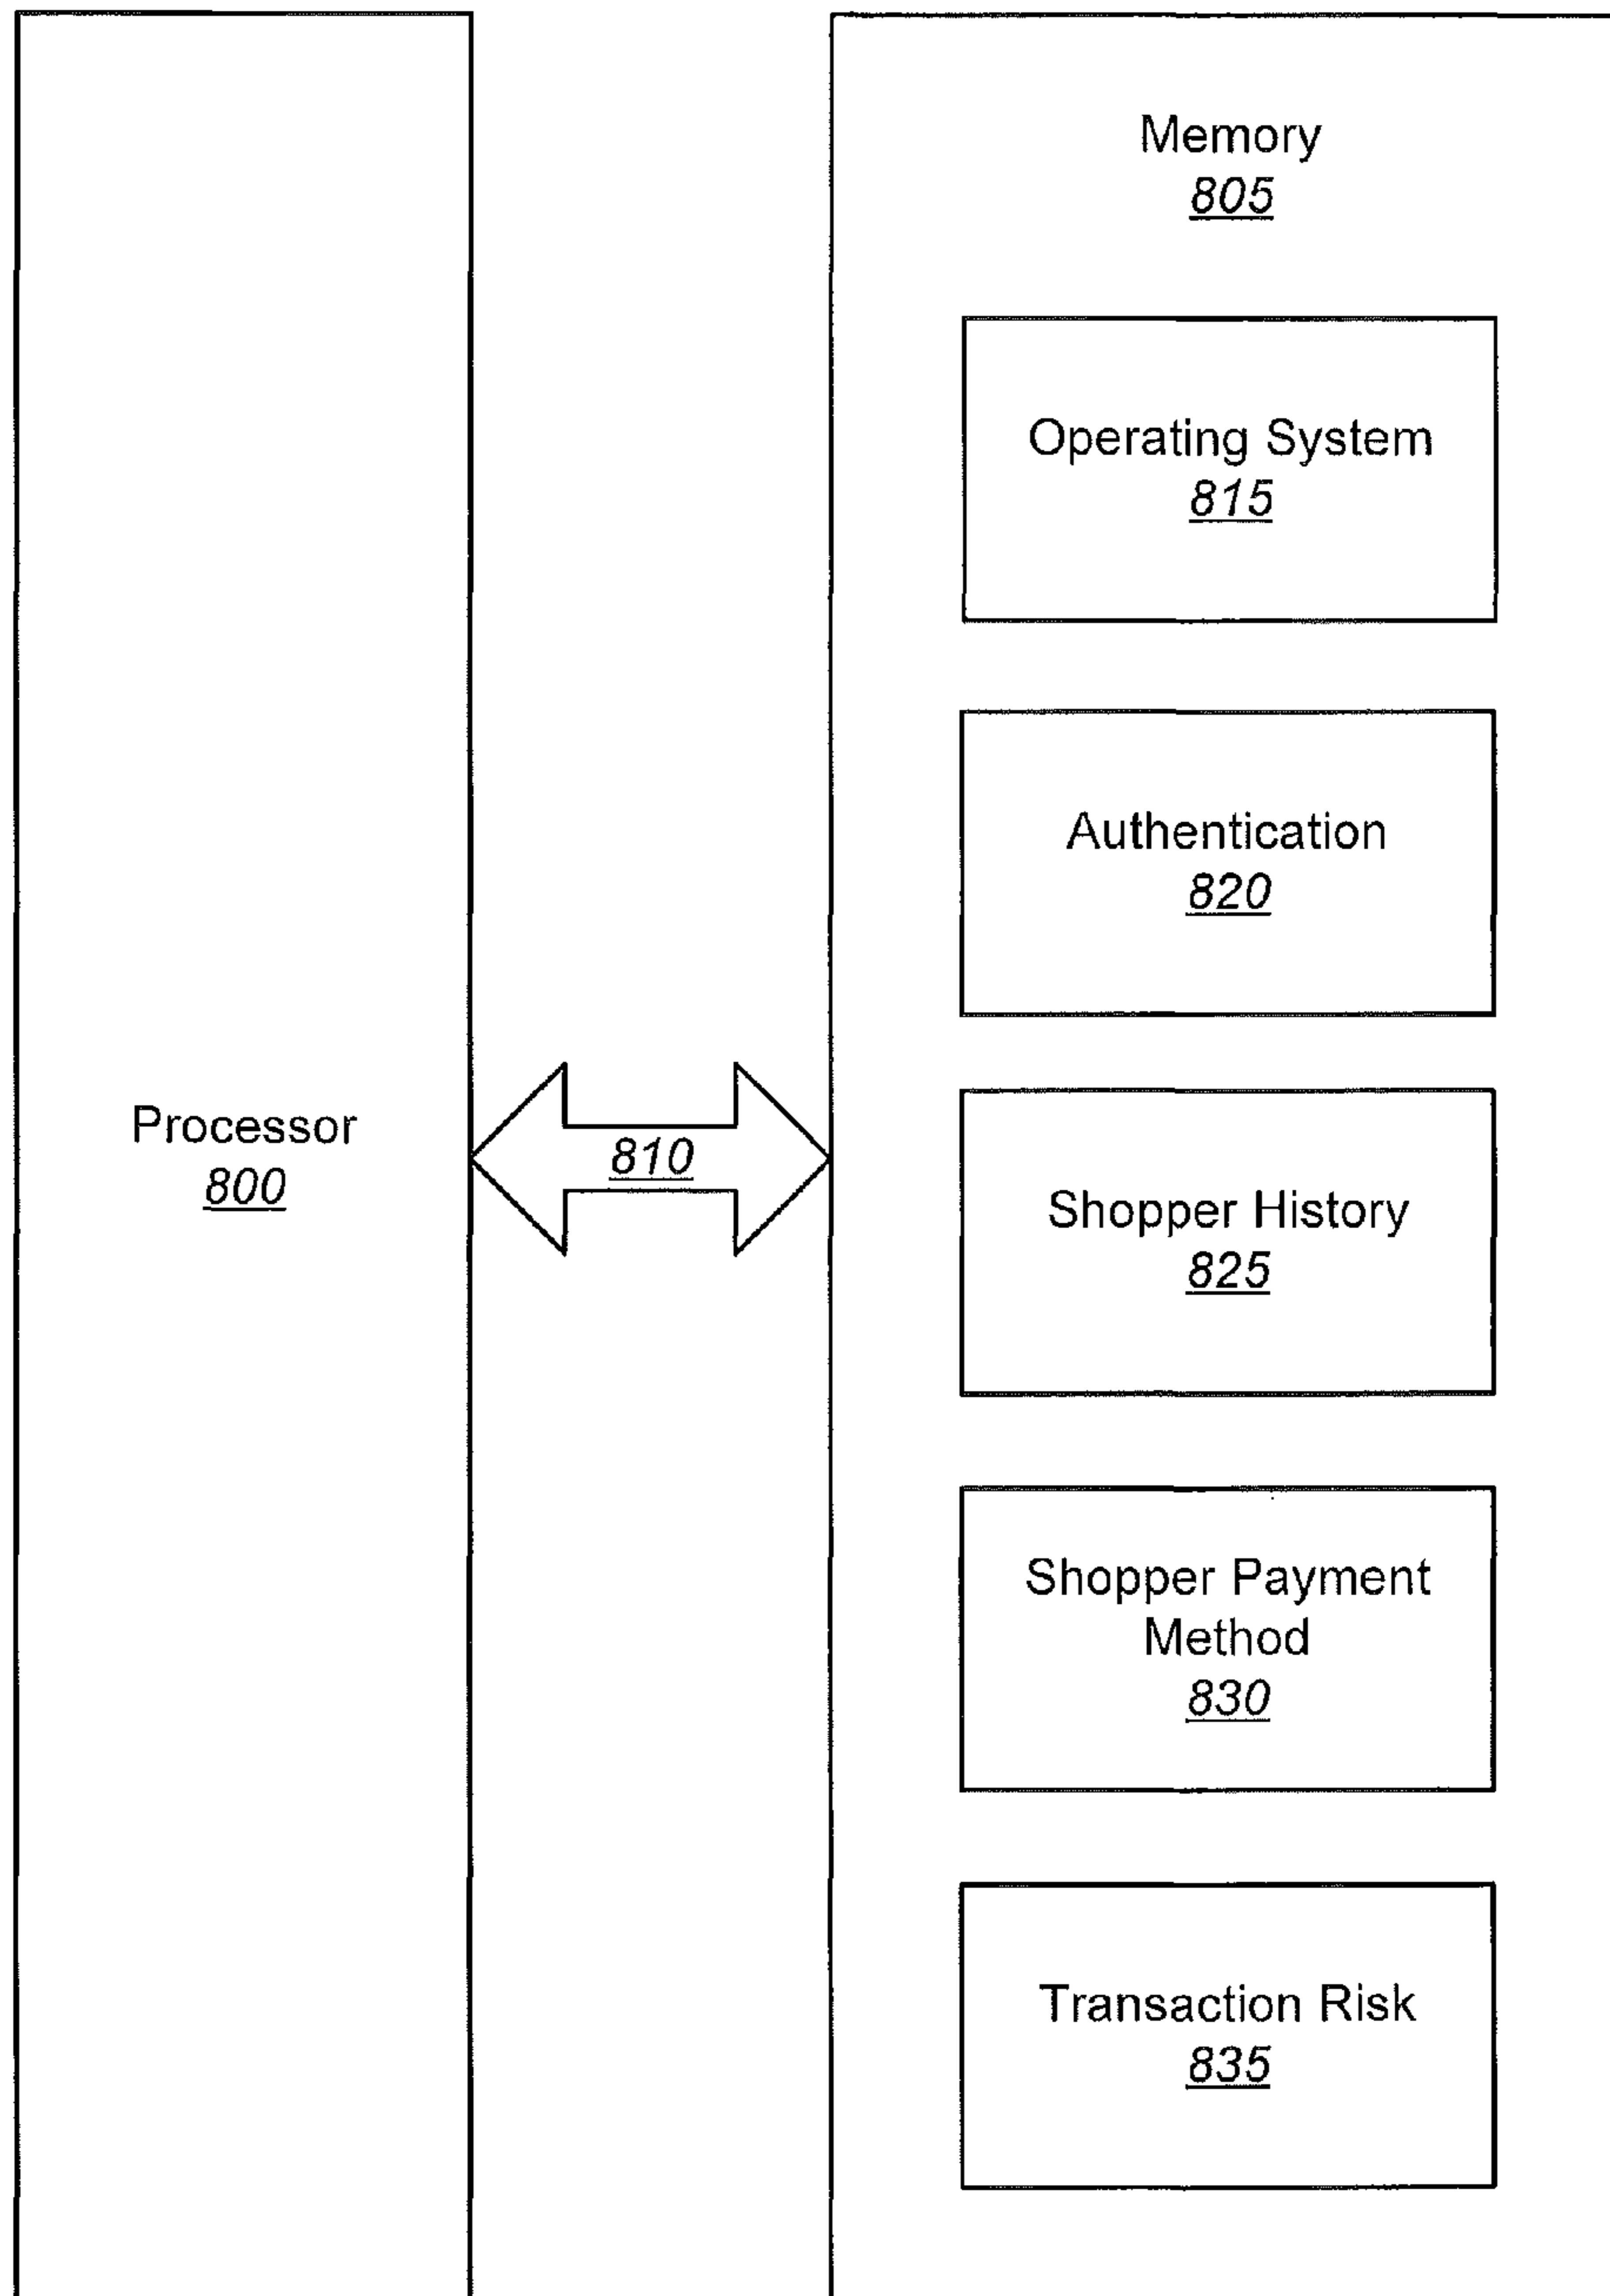 Memory
805
Operating System
815
Authentication
820
Processor
800
810
Shopper History
825
Shopper Payment
Method
830
Transaction Risk
835